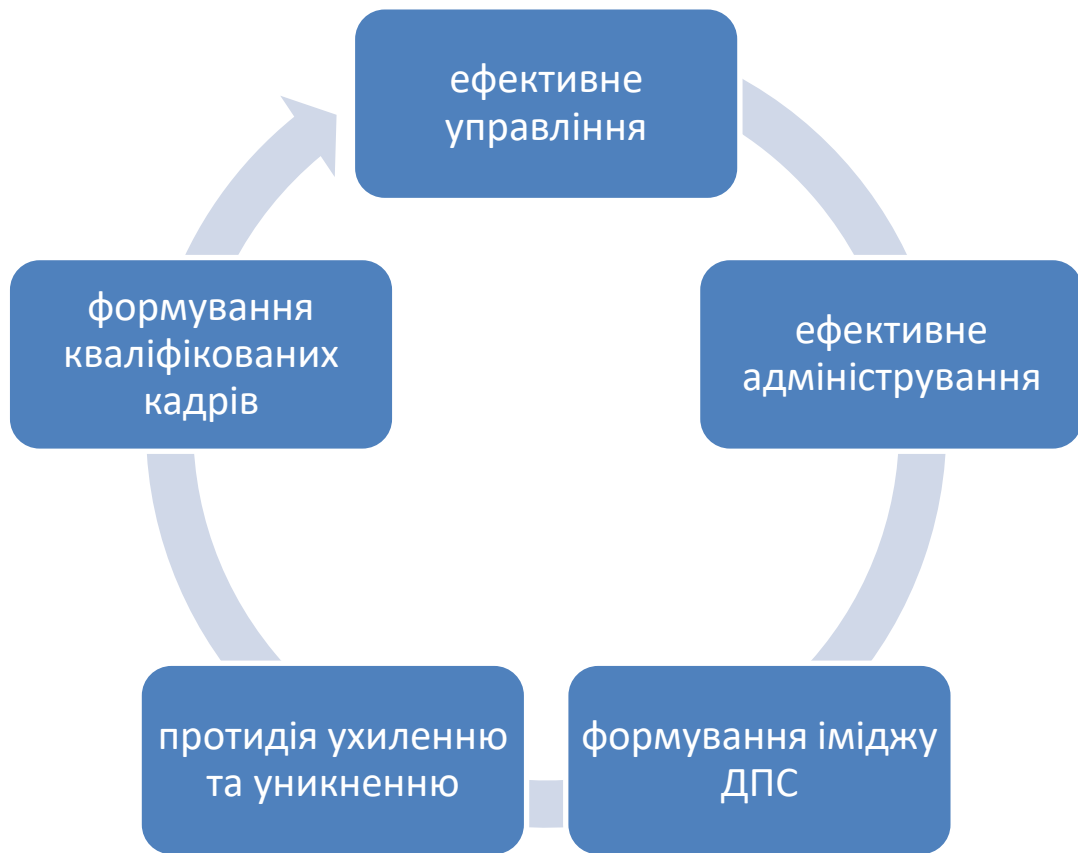 ефективне
управління
ефективне
адміністрування
формування іміджу
ДПС
протидія ухиленню
та уникненню
формування
кваліфікованих
кадрів